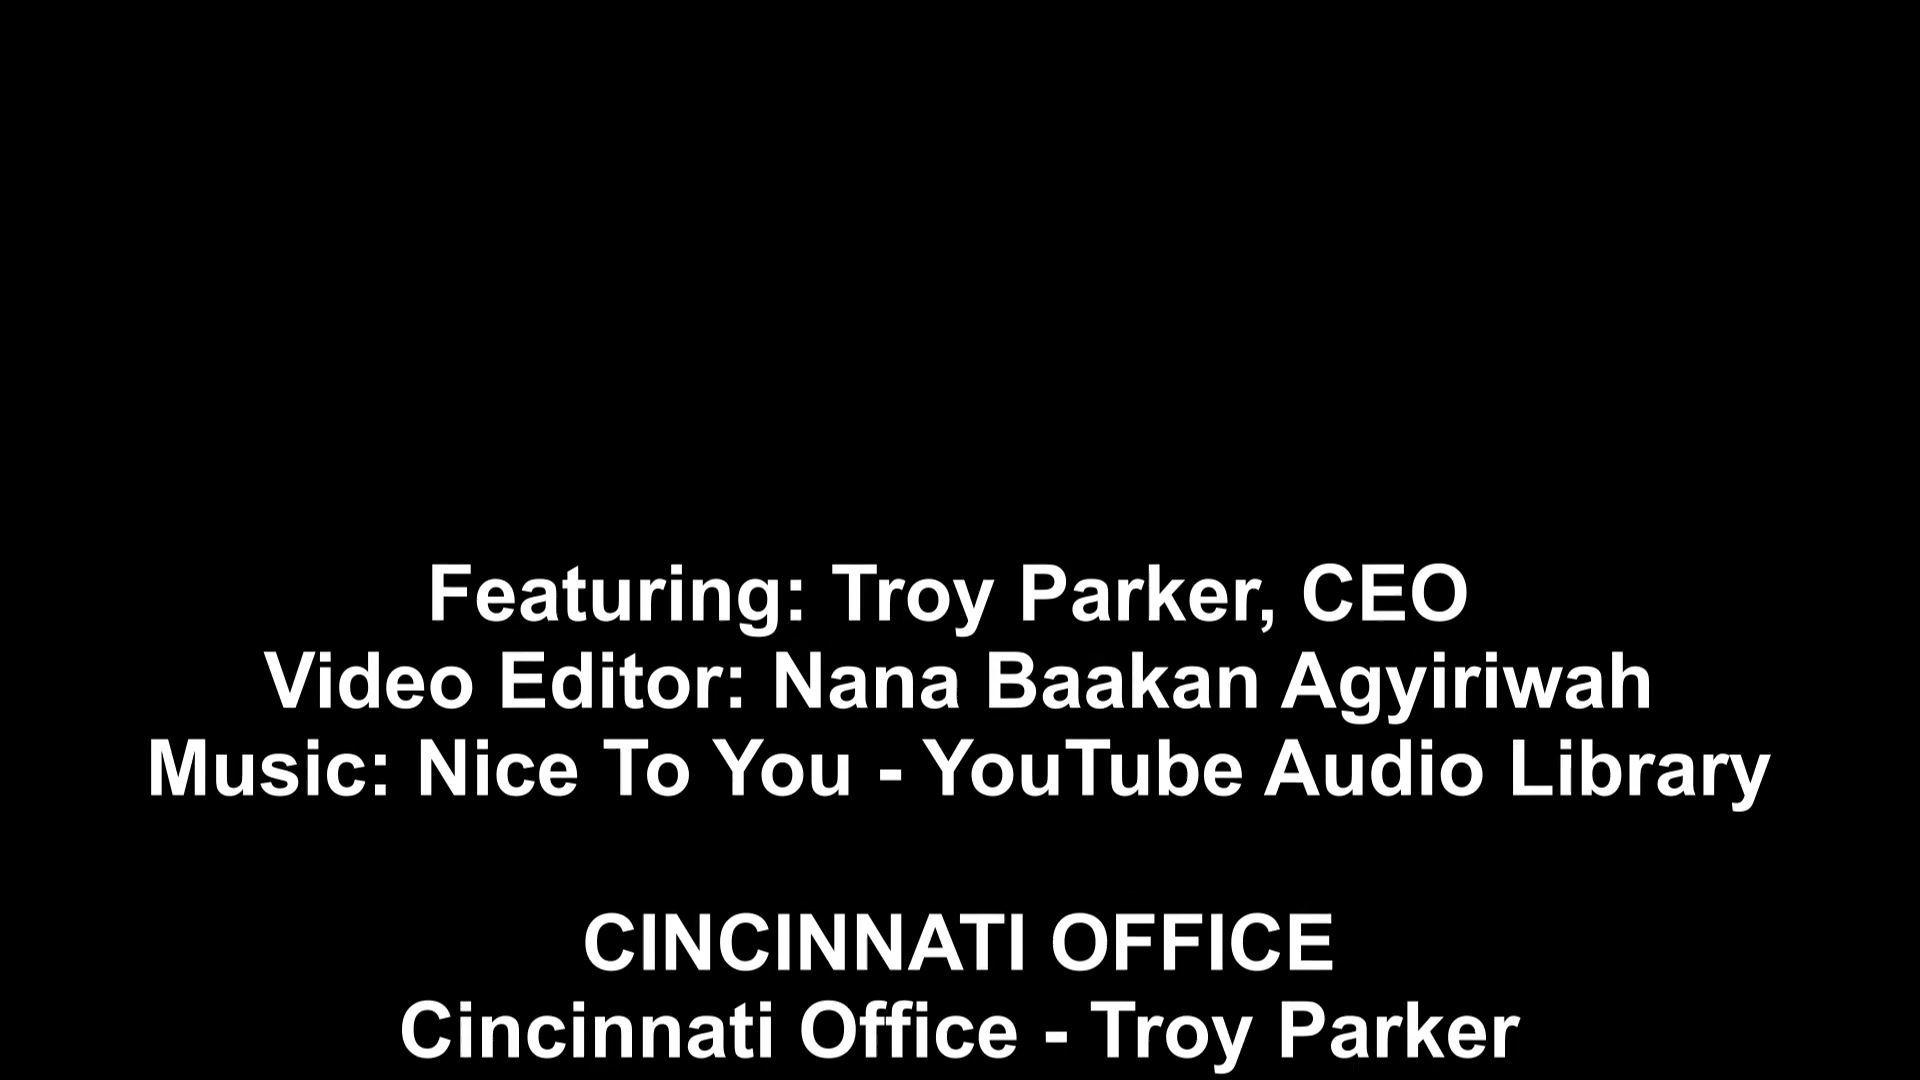 Featuring: Troy Parker, CEO
Video Editor: Nana Baakan Agyiriwah
Music: Nice To You - YouTube Audio Library
CINCINNATI OFFICE
Cincinnati Office - Troy Parker